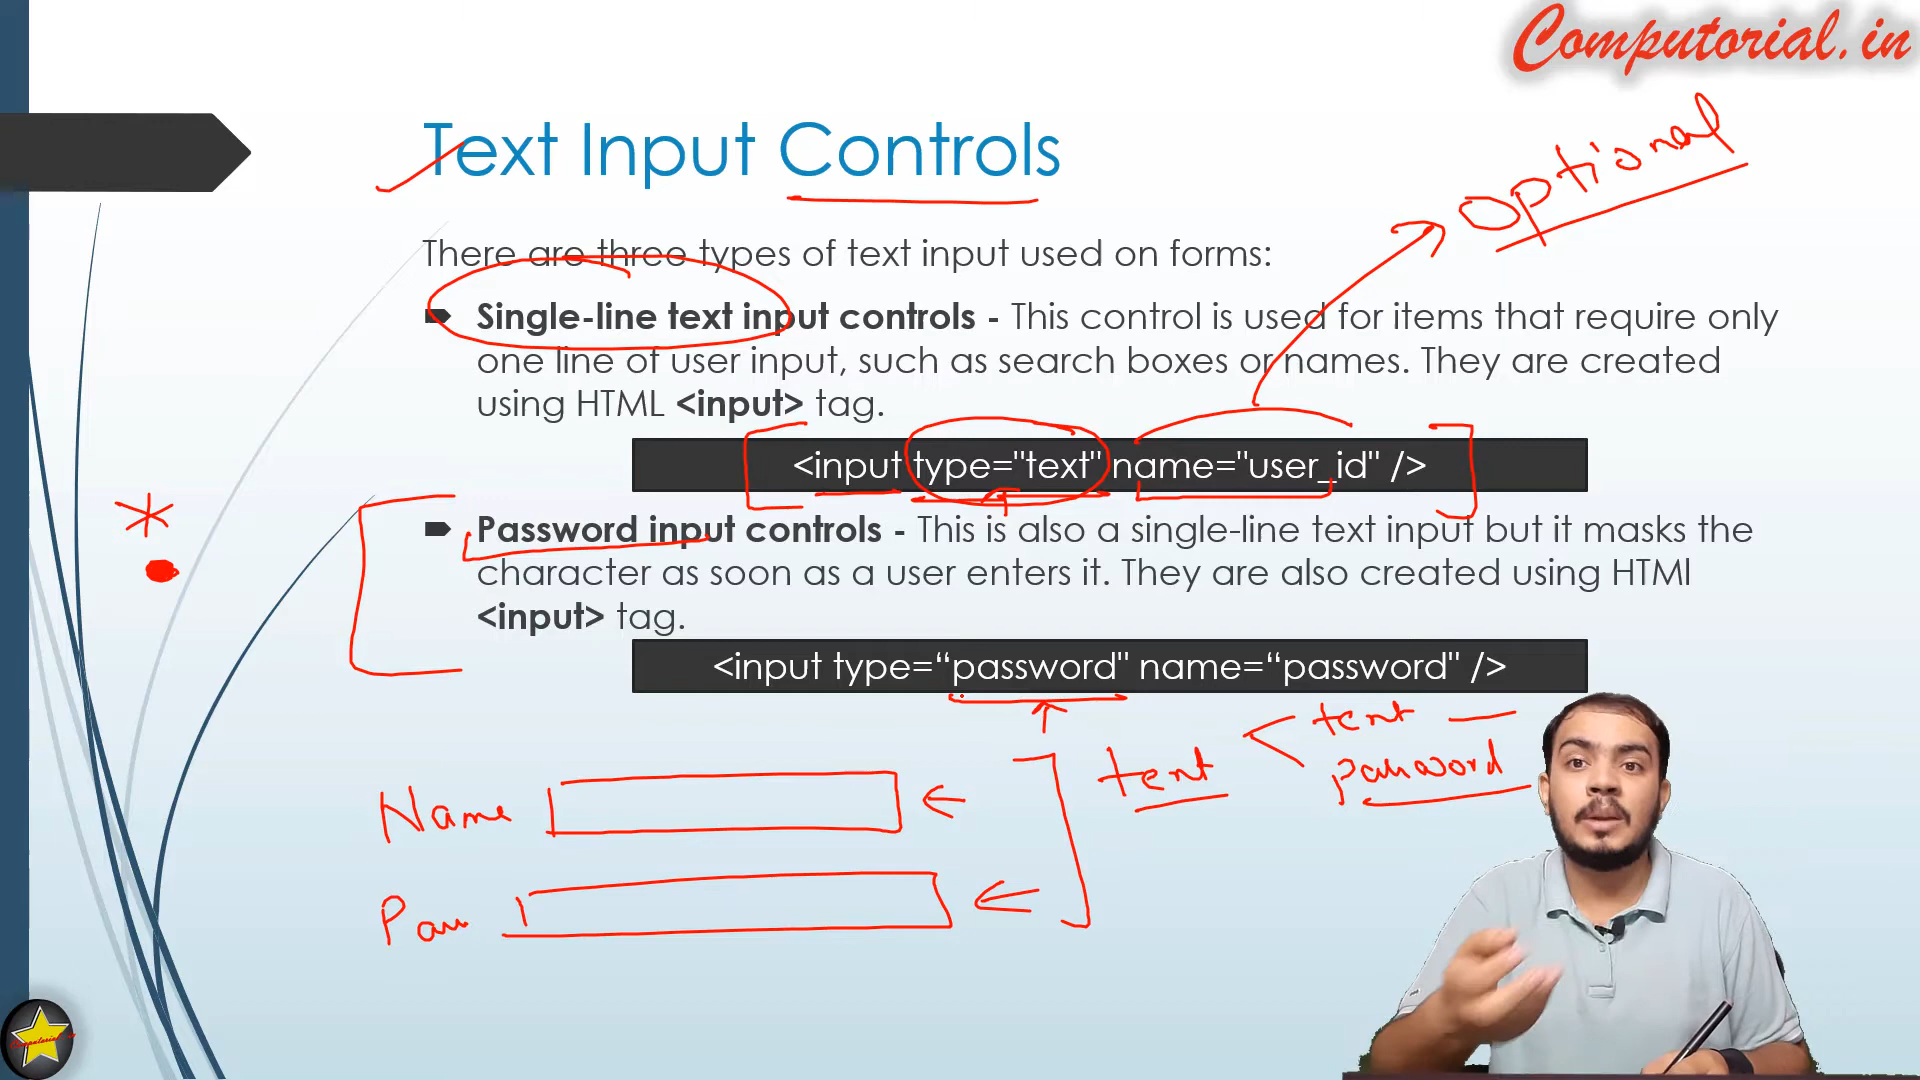 Computorial.in
Optional
Text Input Controls
There are three types of text input used on forms:
Single-line text input controls - This control is used for items that require only
one line of user input, such as search boxes or names. They are created
using HTML <input> tag.
<input type="text" name="user_id" />
*
Password input controls - This is also a single-line text input but it masks the
character as soon as a user enters it. They are also created using HTMl
<input> tag.
<input type=“password" name=“password" />
text
text
password
Name
Pass